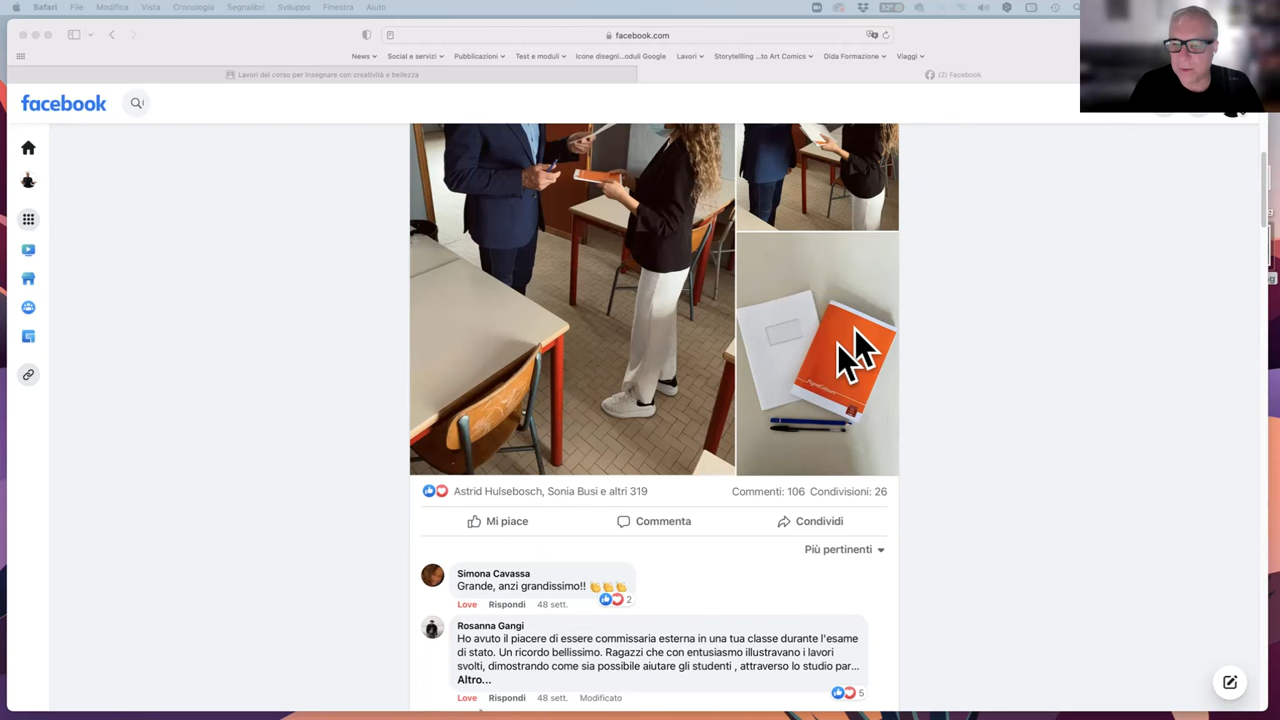 Safari File Modifica Vista Cronologia Segnalibri Sviluppo Finestra Aiuto
facebook.com
News Social e servizi Pubblicazioni Test e moduli Icone disegni...oduli Google Lavori Storytellling ...to Art Comics Dida Formazione Viaggi
Lavori del corso per Insegnare con creatività e bellezza
(2) Facebook
facebook
Astrid Hulsebosch, Sonia Busi e altri 319
Commenti: 106 Condivisioni: 26
Mi piace Commenta Condividi
Più pertinenti
Simona Cavassa
Grande, anzi grandissimo!! 👏👏👏
2
Love Rispondi 48 sett.
Rosanna Gangi
Ho avuto il piacere di essere commissaria esterna in una tua classe durante l'esame
di stato. Un ricordo bellissimo. Ragazzi che con entusiasmo illustravano i lavori
svolti, dimostrando come sia possibile aiutare gli studenti , attraverso lo studio par...
Altro...
5
Love Rispondi 48 sett. Modificato